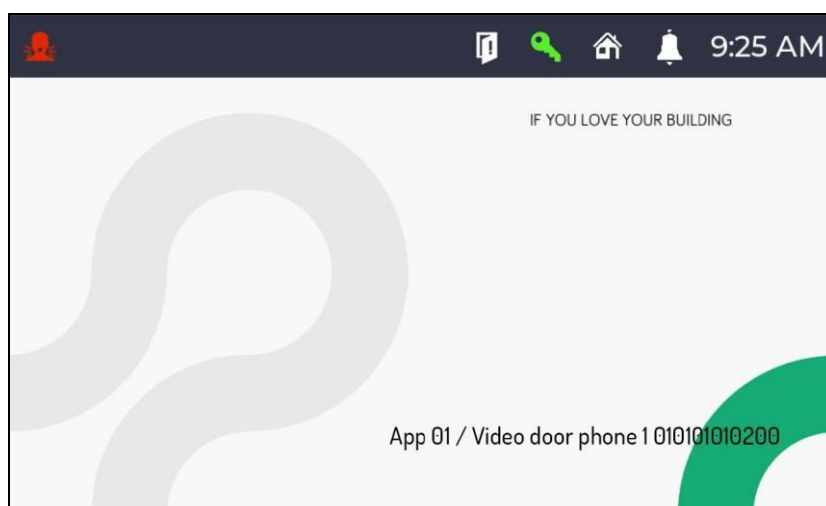 9:25 AM
IF YOU LOVE YOUR BUILDING
App 01 / Video door phone 1 010101010200